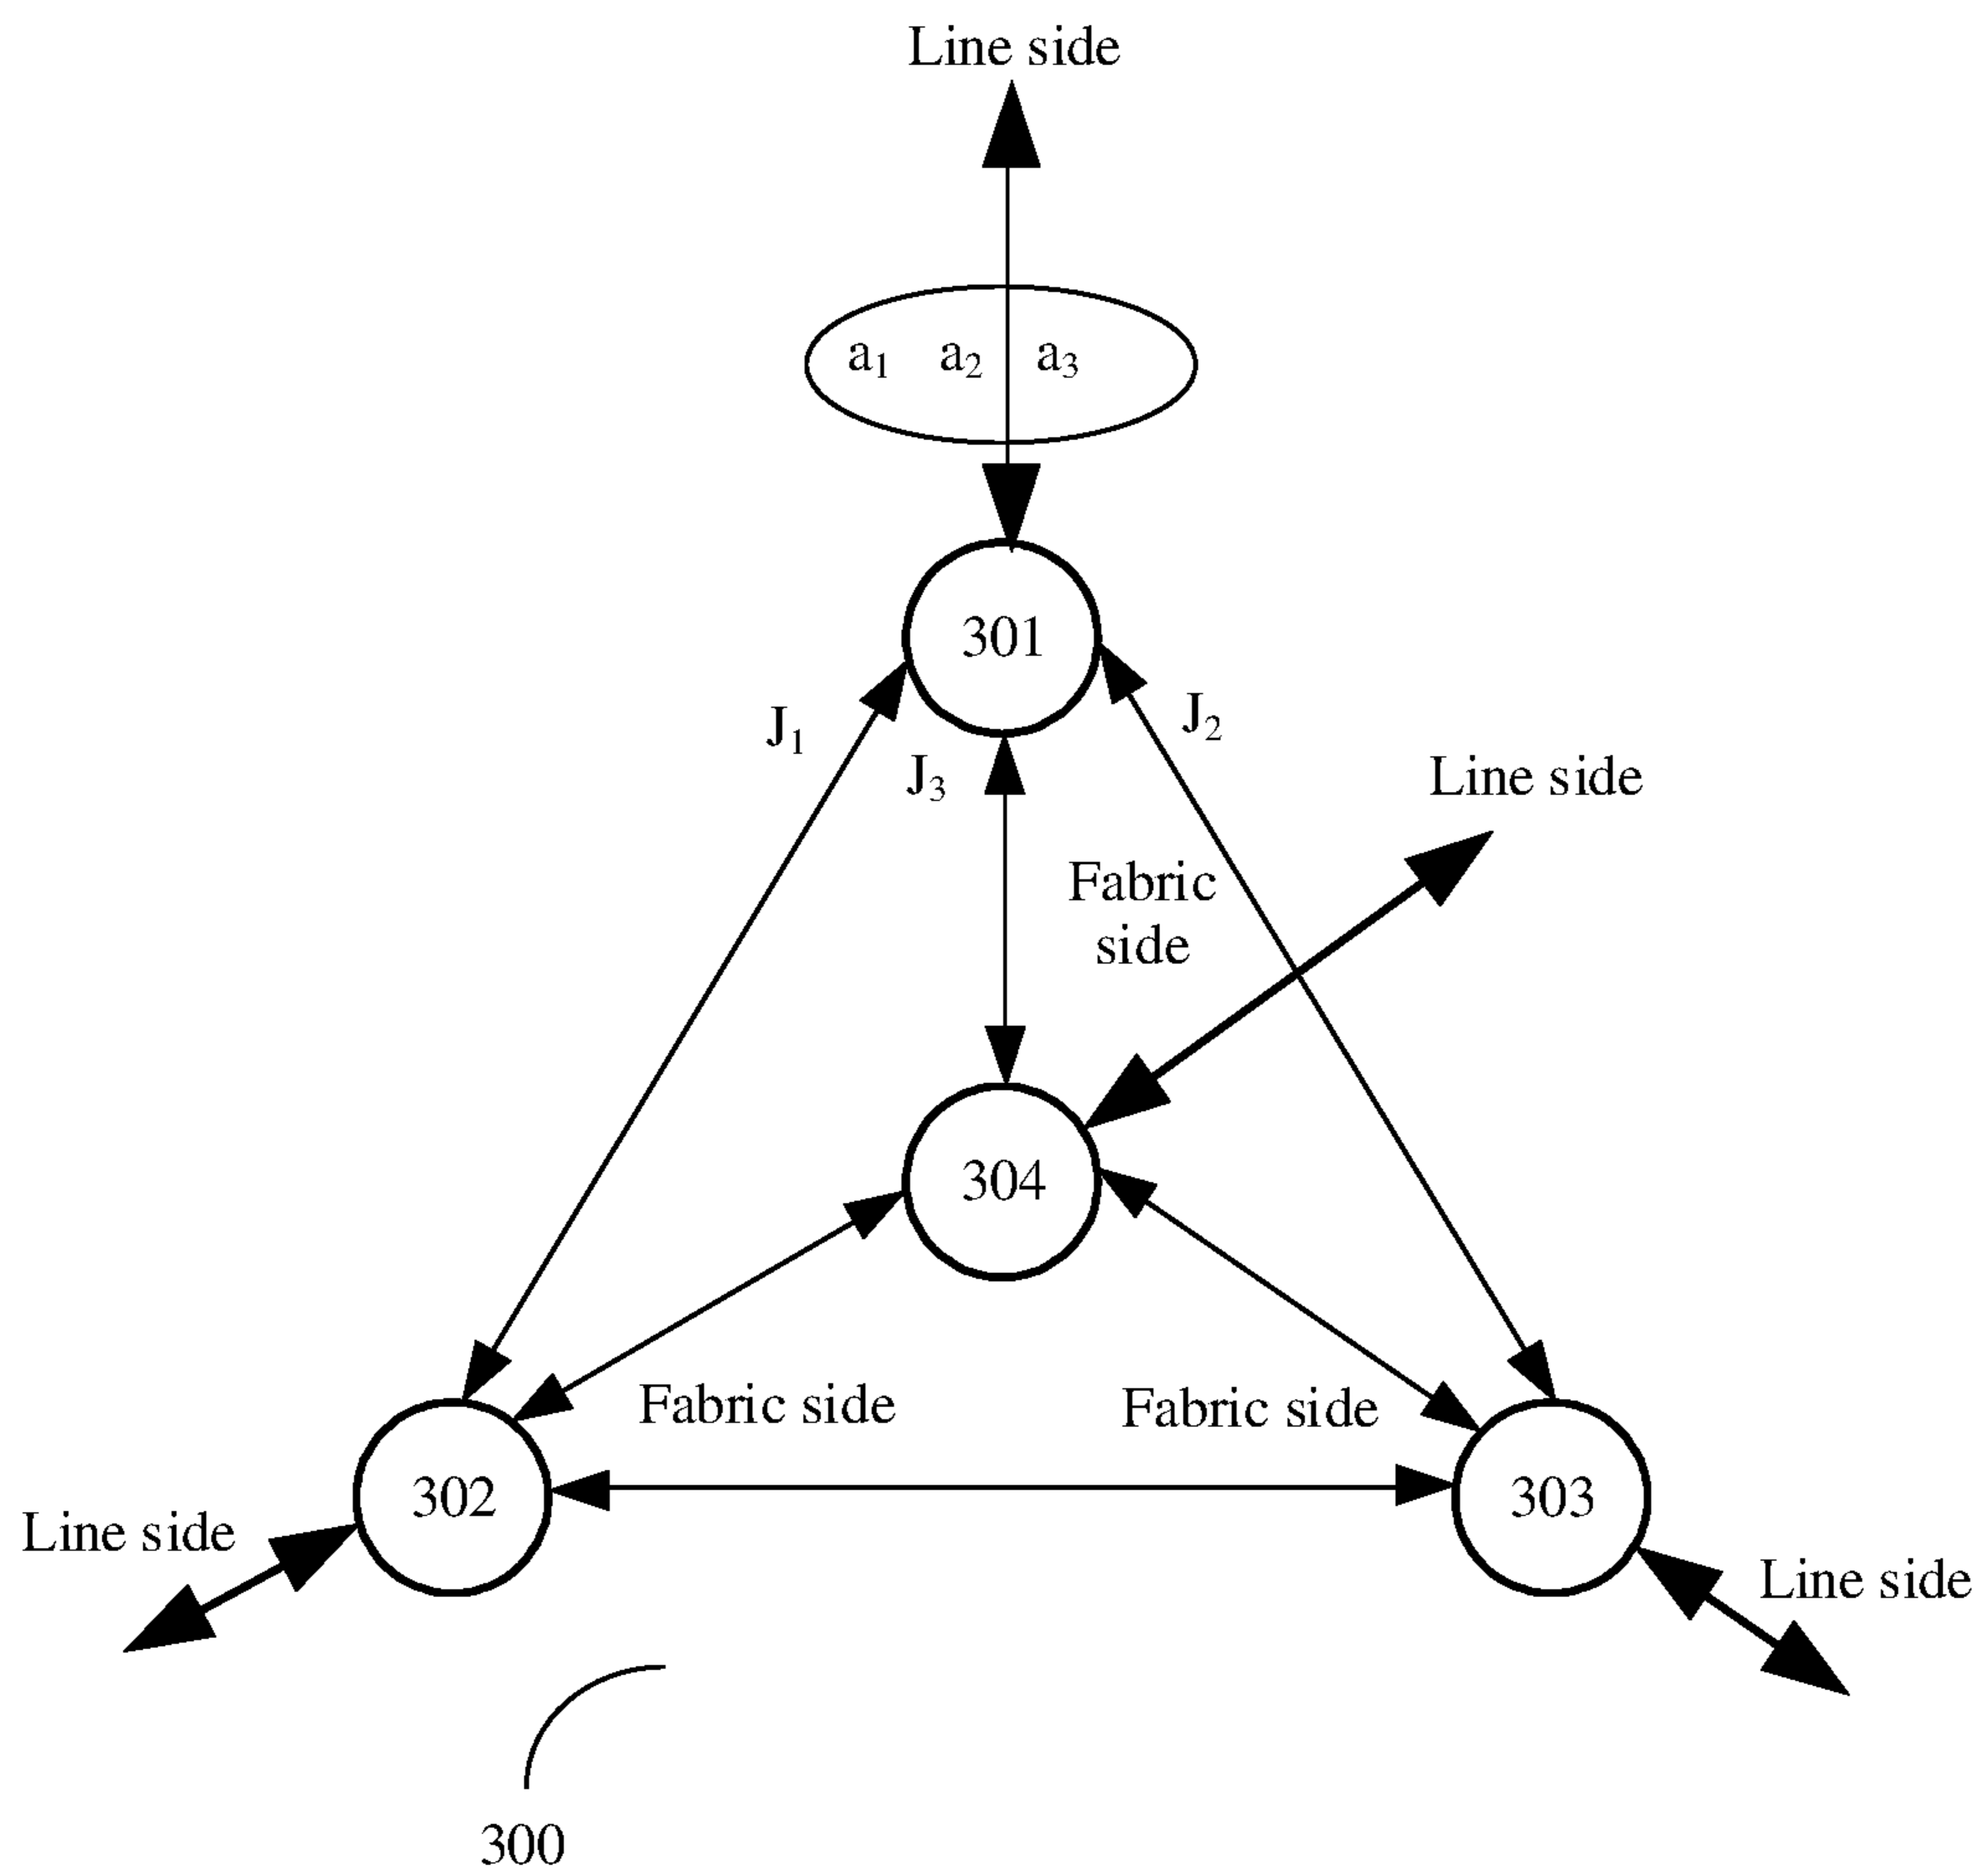 Line side
a1 a2 a3
301
J1
J2
J3
Line side
Fabric
side
304
Fabric side
Fabric side
302
303
Line side
Line side
300